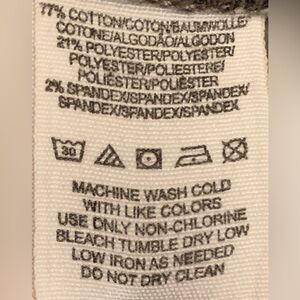 77% COTTON/COTON/BAUMWOLLE/
COTONE/ALGODÃO/ALGODON
21% POLYESTER/POLYESTER/
POLYESTER/POLIESTERE/
POLIÉSTER/POLIÉSTER
2% SPANDEX/SPANDEX/SPANDEX/
SPANDEX/SPANDEX/SPANDEX
30
MACHINE WASH COLD
WITH LIKE COLORS
USE ONLY NON-CHLORINE
BLEACH TUMBLE DRY LOW
LOW IRON AS NEEDED
DO NOT DRY CLEAN